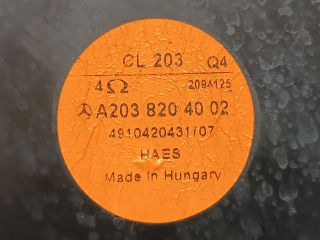 CL 203 Q4
4Ω 2094125
A203 820 40 02
4910420431/07
HAES
Made In Hungary